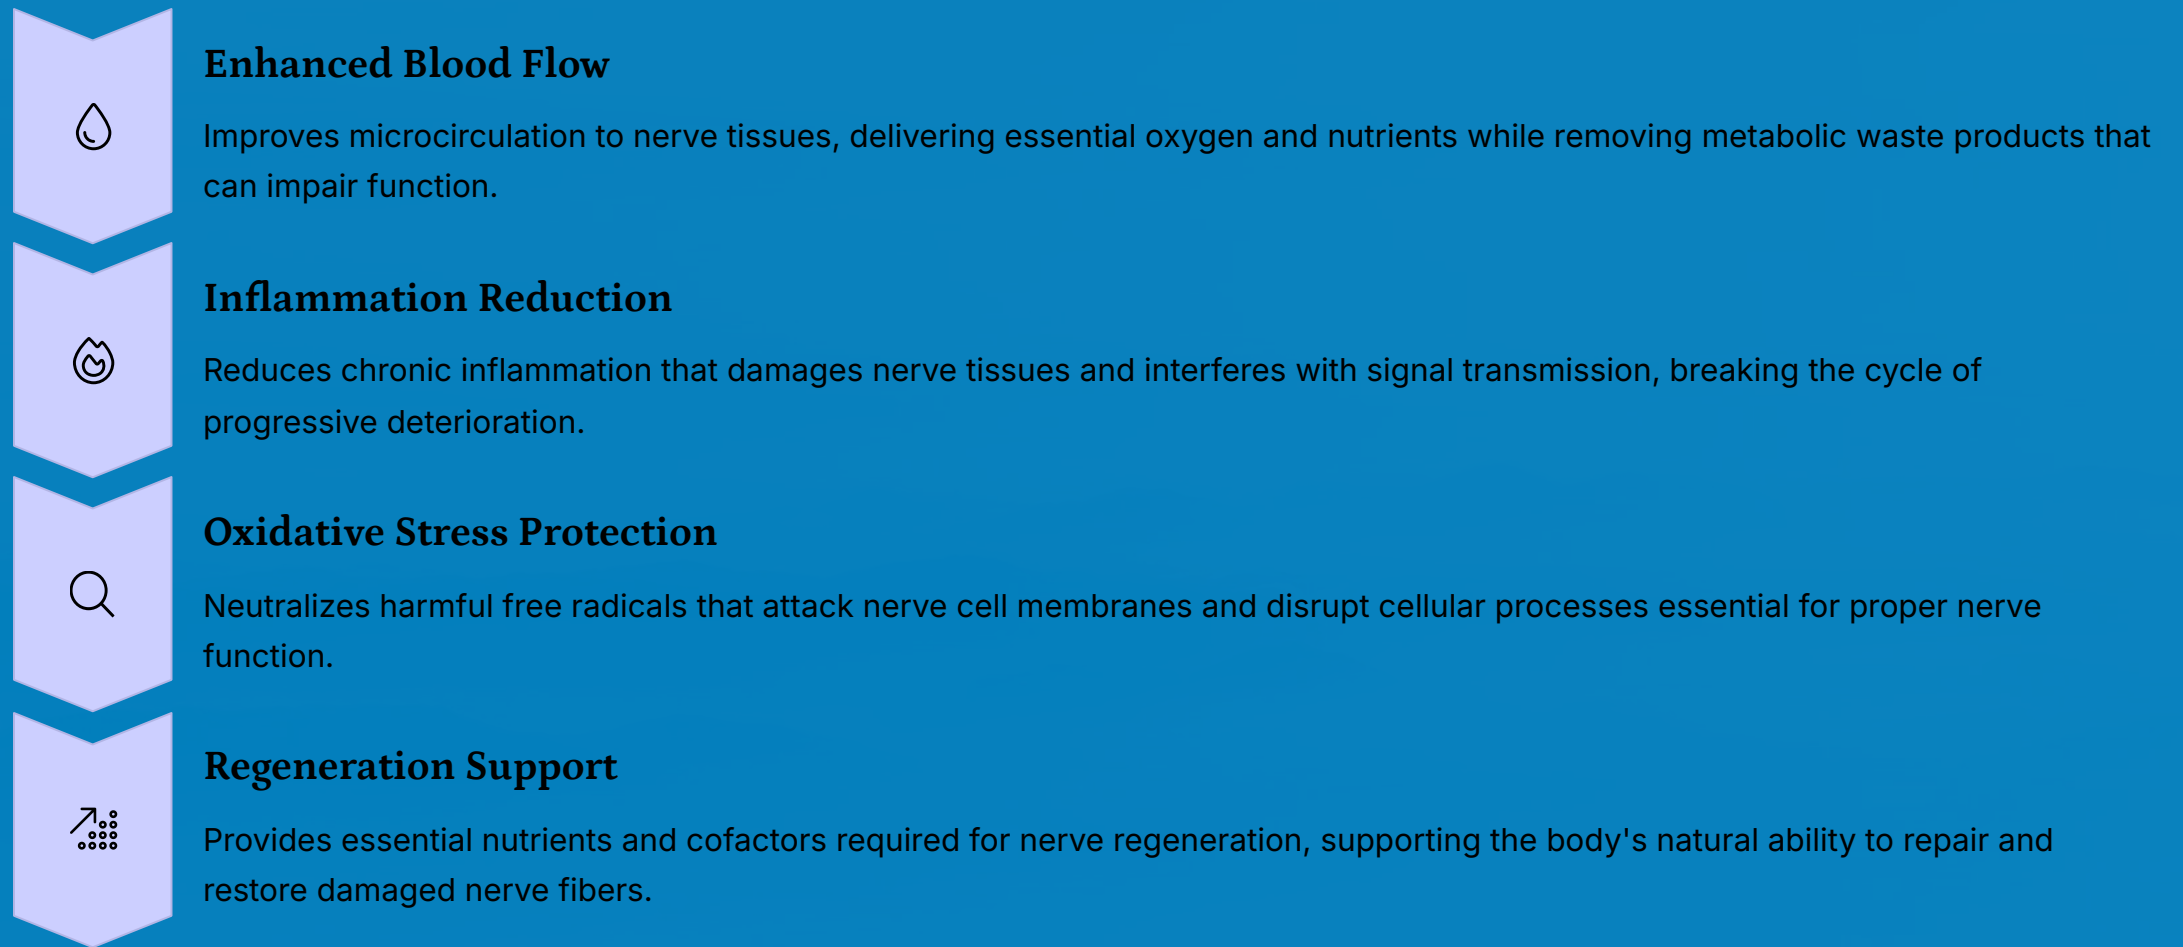 Enhanced Blood Flow
Improves microcirculation to nerve tissues, delivering essential oxygen and nutrients while removing metabolic waste products that
can impair function.
Inflammation Reduction
Reduces chronic inflammation that damages nerve tissues and interferes with signal transmission, breaking the cycle of
progressive deterioration.
Oxidative Stress Protection
Neutralizes harmful free radicals that attack nerve cell membranes and disrupt cellular processes essential for proper nerve
function.
Regeneration Support
Provides essential nutrients and cofactors required for nerve regeneration, supporting the body's natural ability to repair and
restore damaged nerve fibers.